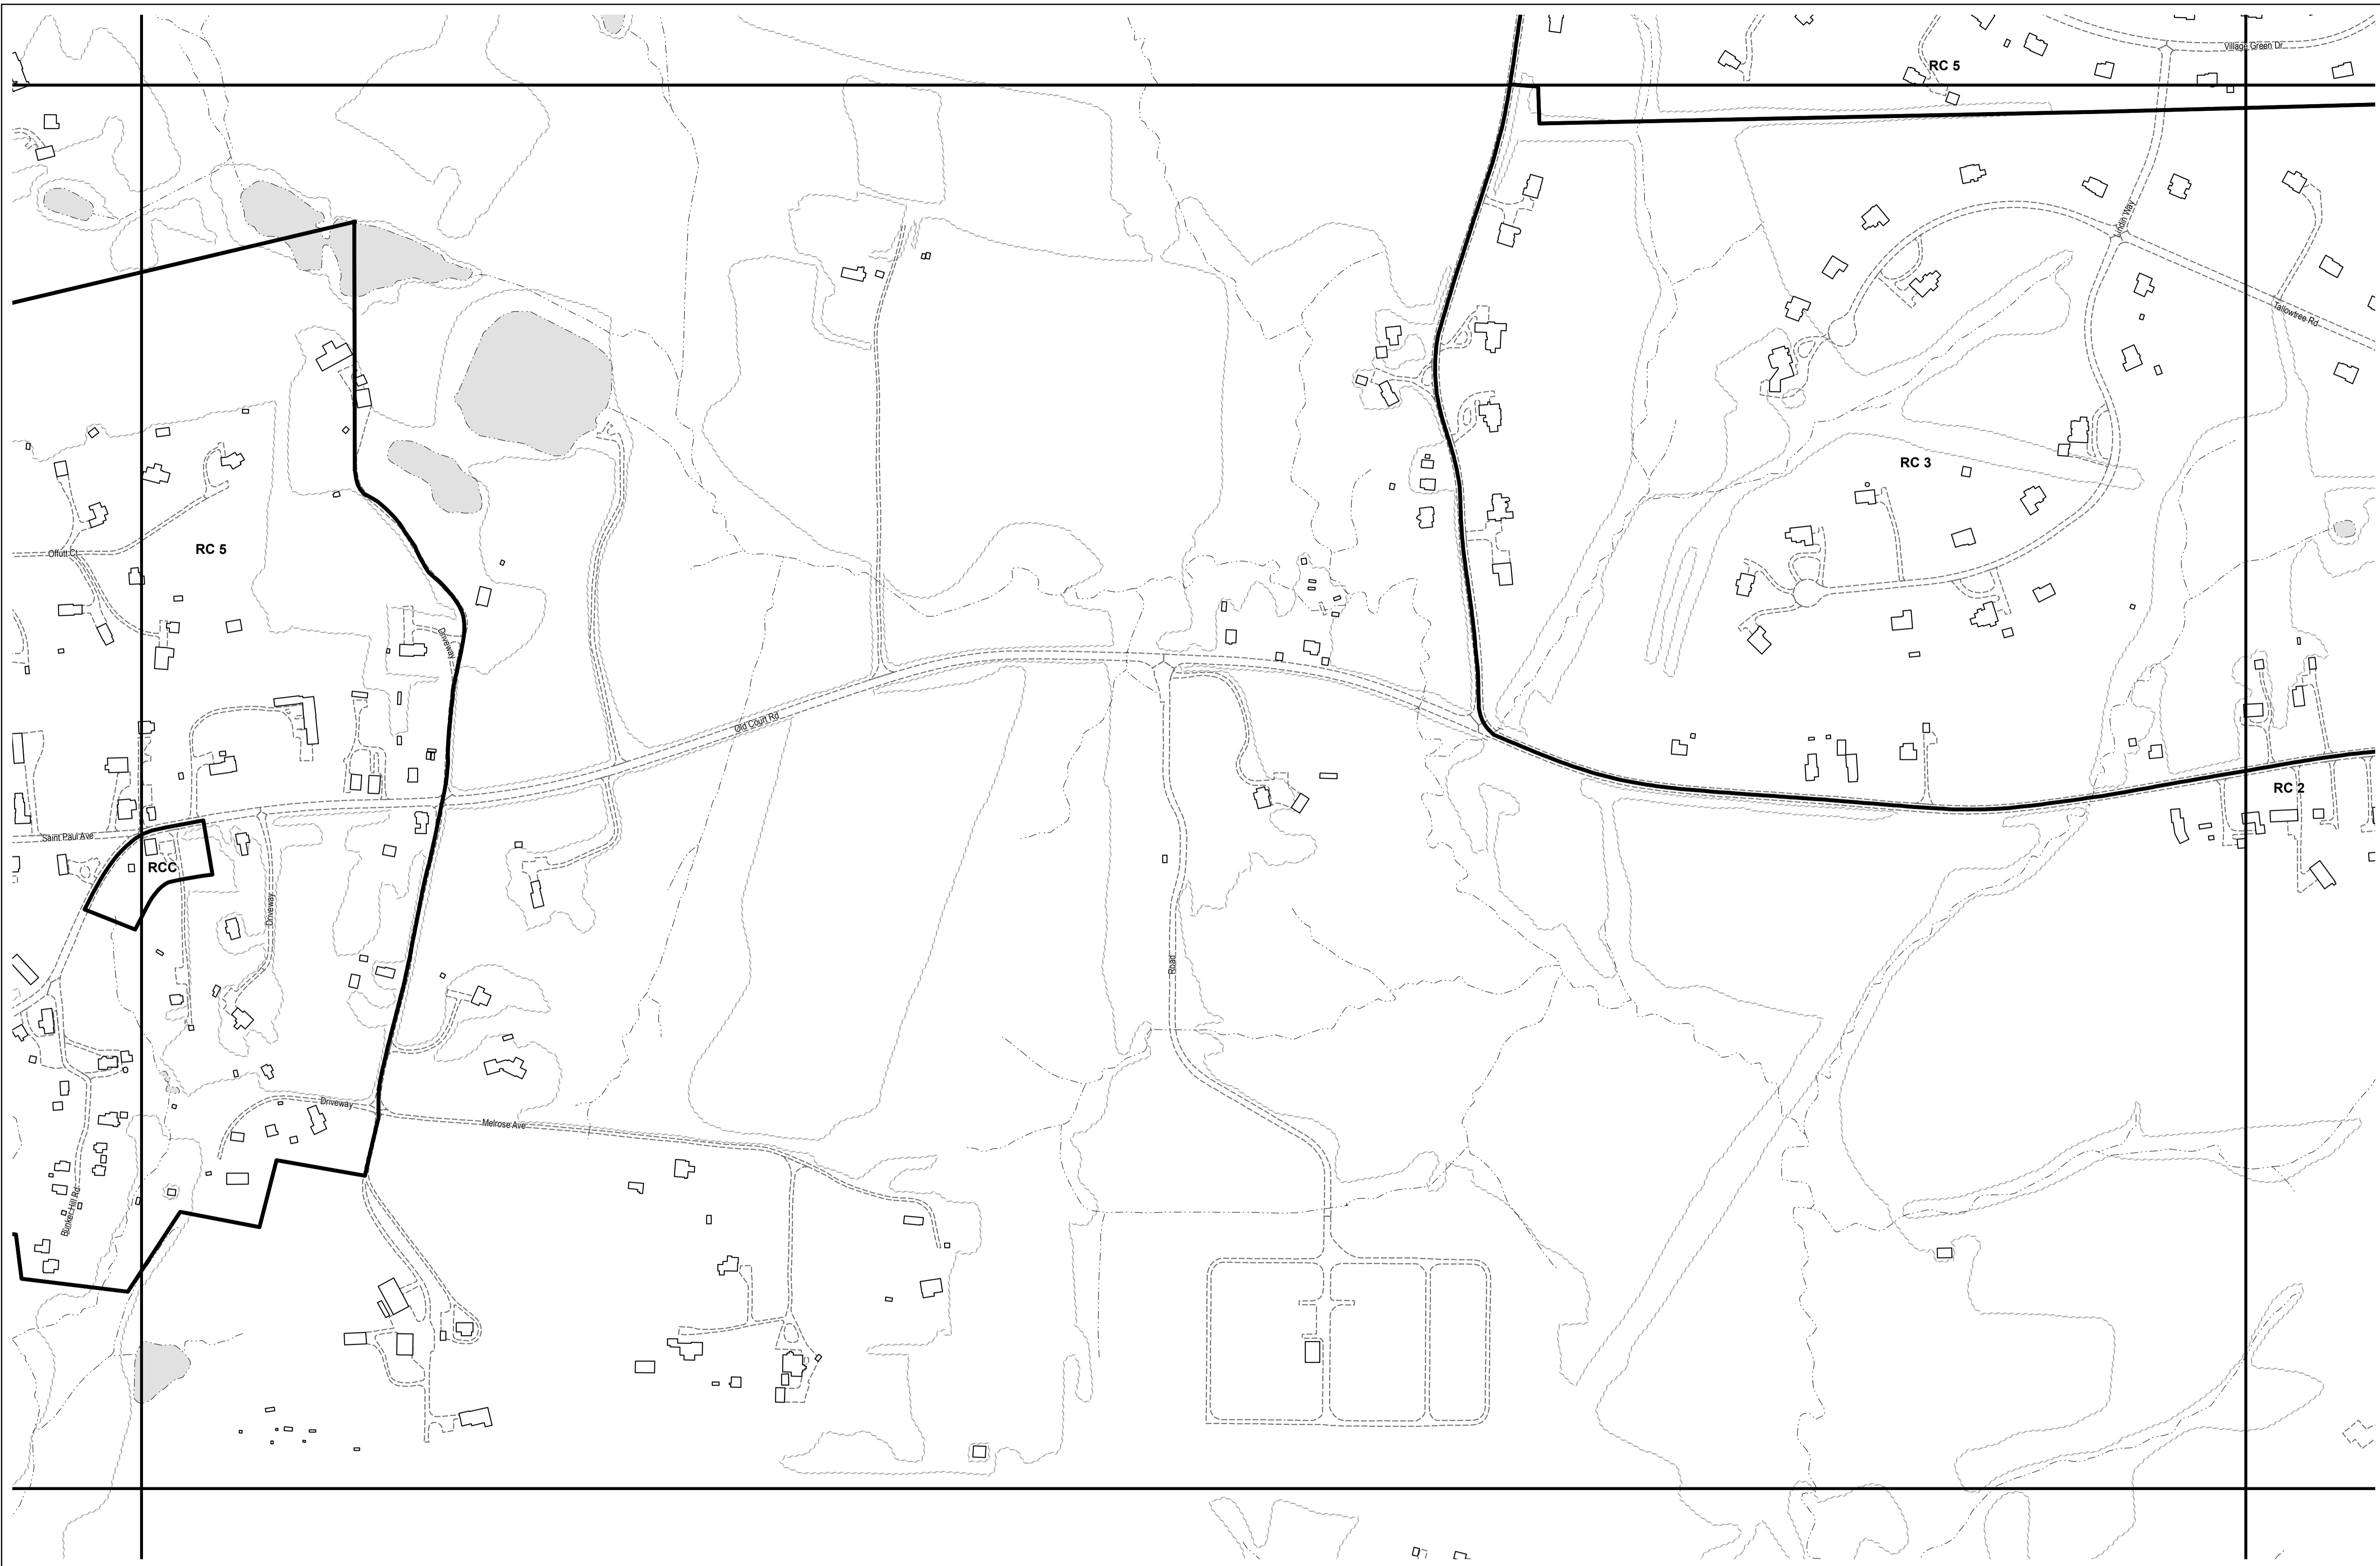 Village Green Dr
RC 5
Tallowtree Rd
RC 3
Offutt Ct
RC 5
Driveway
Old Court Rd
RC 2
Saint Paul Ave
RCC
Driveway
Road
Driveway
Melrose Ave
Bunker Hill Rd